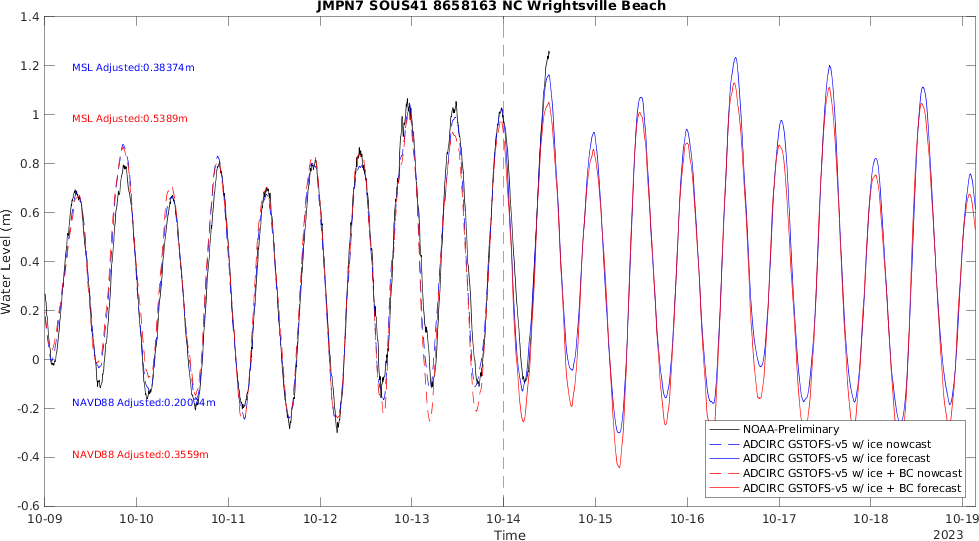 JMPN7 SOUS41 8658163 NC Wrightsville Beach
Water Level (m)
1.4
1.2
1
0.8
0.6
0.4
0.2
0
-0.2
-0.4
-0.6
MSL Adjusted:0.38374m
MSL Adjusted:0.5389m
NAVD88 Adjusted:0.20074m
NAVD88 Adjusted:0.3559m
NOAA-Preliminary
ADCIRC GSTOFS-v5 w/ ice nowcast
ADCIRC GSTOFS-v5 w/ ice forecast
ADCIRC GSTOFS-v5 w/ ice + BC nowcast
ADCIRC GSTOFS-v5 w/ ice + BC forecast
10-09 10-10 10-11 10-12 10-13 10-14 10-15 10-16 10-17 10-18 10-19
Time
2023